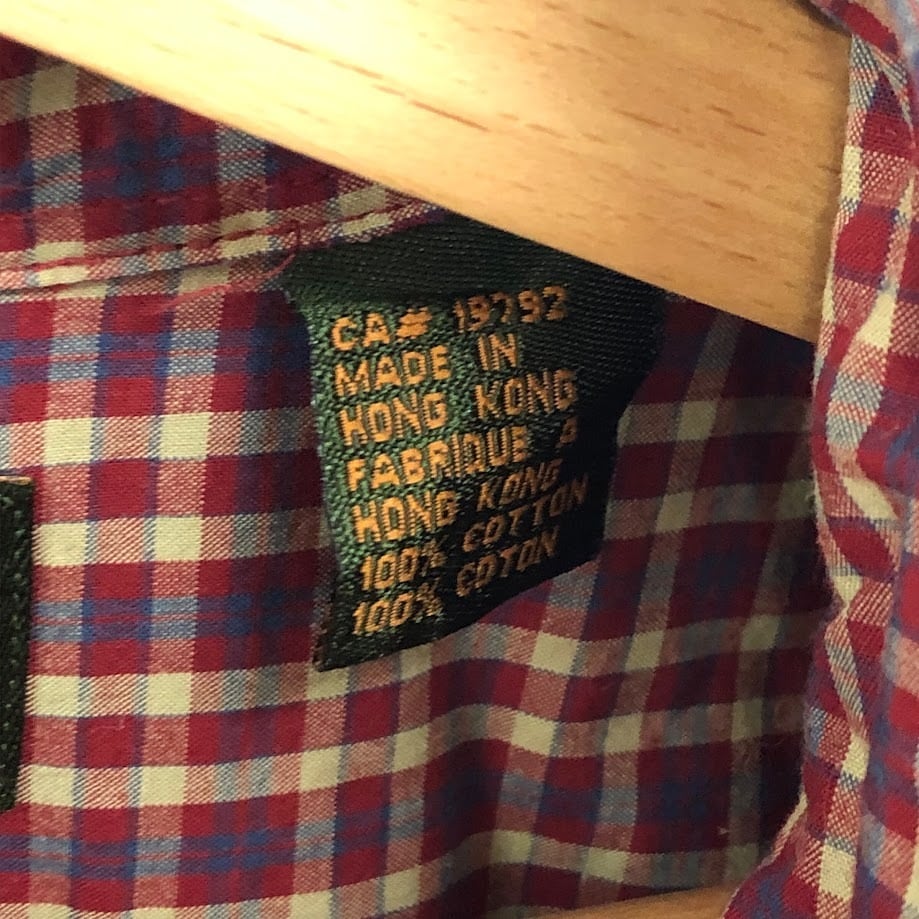 CA# 19792
MADE IN
HONG KONG
FABRIQUE A
HONG KONG
100% COTTON
100% COTON